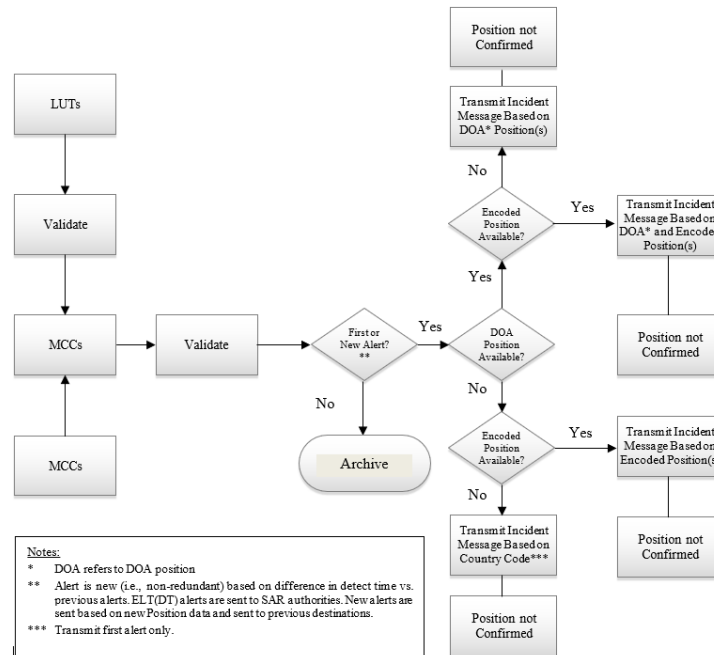 LUTs
Validate
MCCs
MCCs
Validate
First or
New Alert?
**
Yes
No
Archive
DOA
Position
Available?
Yes
Encoded
Position
Available?
No
Transmit Incident
Message Based on
DOA* Position(s)
Position not
Confirmed
Yes
Transmit Incident
Message Based on
DOA* and Encoded
Position(s)
Position not
Confirmed
No
Encoded
Position
Available?
Yes
Transmit Incident
Message Based on
Encoded Position(s)
Position not
Confirmed
No
Transmit Incident
Message Based on
Country Code***
Position not
Confirmed
Notes:
* DOA refers to DOA position
** Alert is new (i.e., non-redundant) based on difference in detect time vs.
previous alerts. ELT(DT) alerts are sent to SAR authorities. New alerts are
sent based on new Position data and sent to previous destinations.
*** Transmit first alert only.